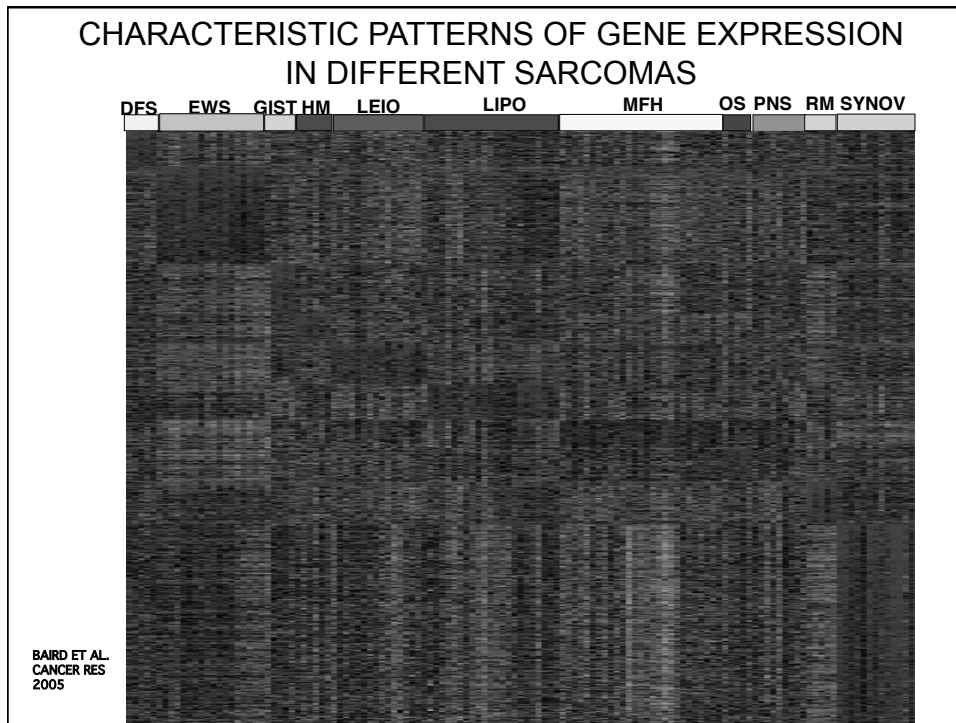 CHARACTERISTIC PATTERNS OF GENE EXPRESSION
IN DIFFERENT SARCOMAS
DFS EWS GIST HM LEIO LIPO MFH OS PNS RM SYNOV
BAIRD ET AL.
CANCER RES
2005